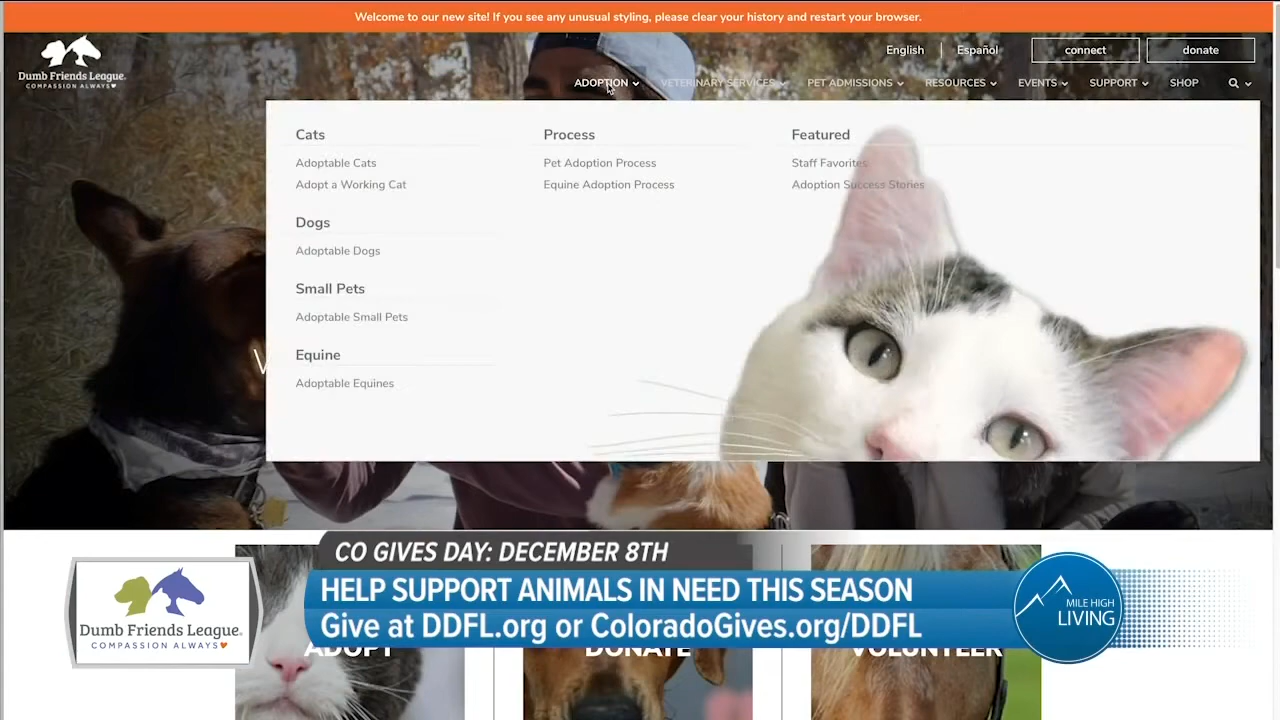 Welcome to our new site! If you see any unusual styling, please clear your history and restart your browser.
Dumb Friends League.
COMPASSION ALWAYS
English
Español
connect
donate
ADOPTION
VETERINARY SERVICES
PET ADMISSIONS
RESOURCES
EVENTS
SUPPORT
SHOP
Cats
Adoptable Cats
Adopt a Working Cat
Dogs
Adoptable Dogs
Small Pets
Adoptable Small Pets
Equine
Adoptable Equines
Process
Pet Adoption Process
Equine Adoption Process
Featured
Staff Favorites
Adoption Success Stories
CO GIVES DAY: DECEMBER 8TH
HELP SUPPORT ANIMALS IN NEED THIS SEASON
Give at DDFL.org or ColoradoGives.org/DDFL
Dumb Friends League.
COMPASSION ALWAYS
MILE HIGH
LIVING
ADOPT
DONATE
VOLUNTEER